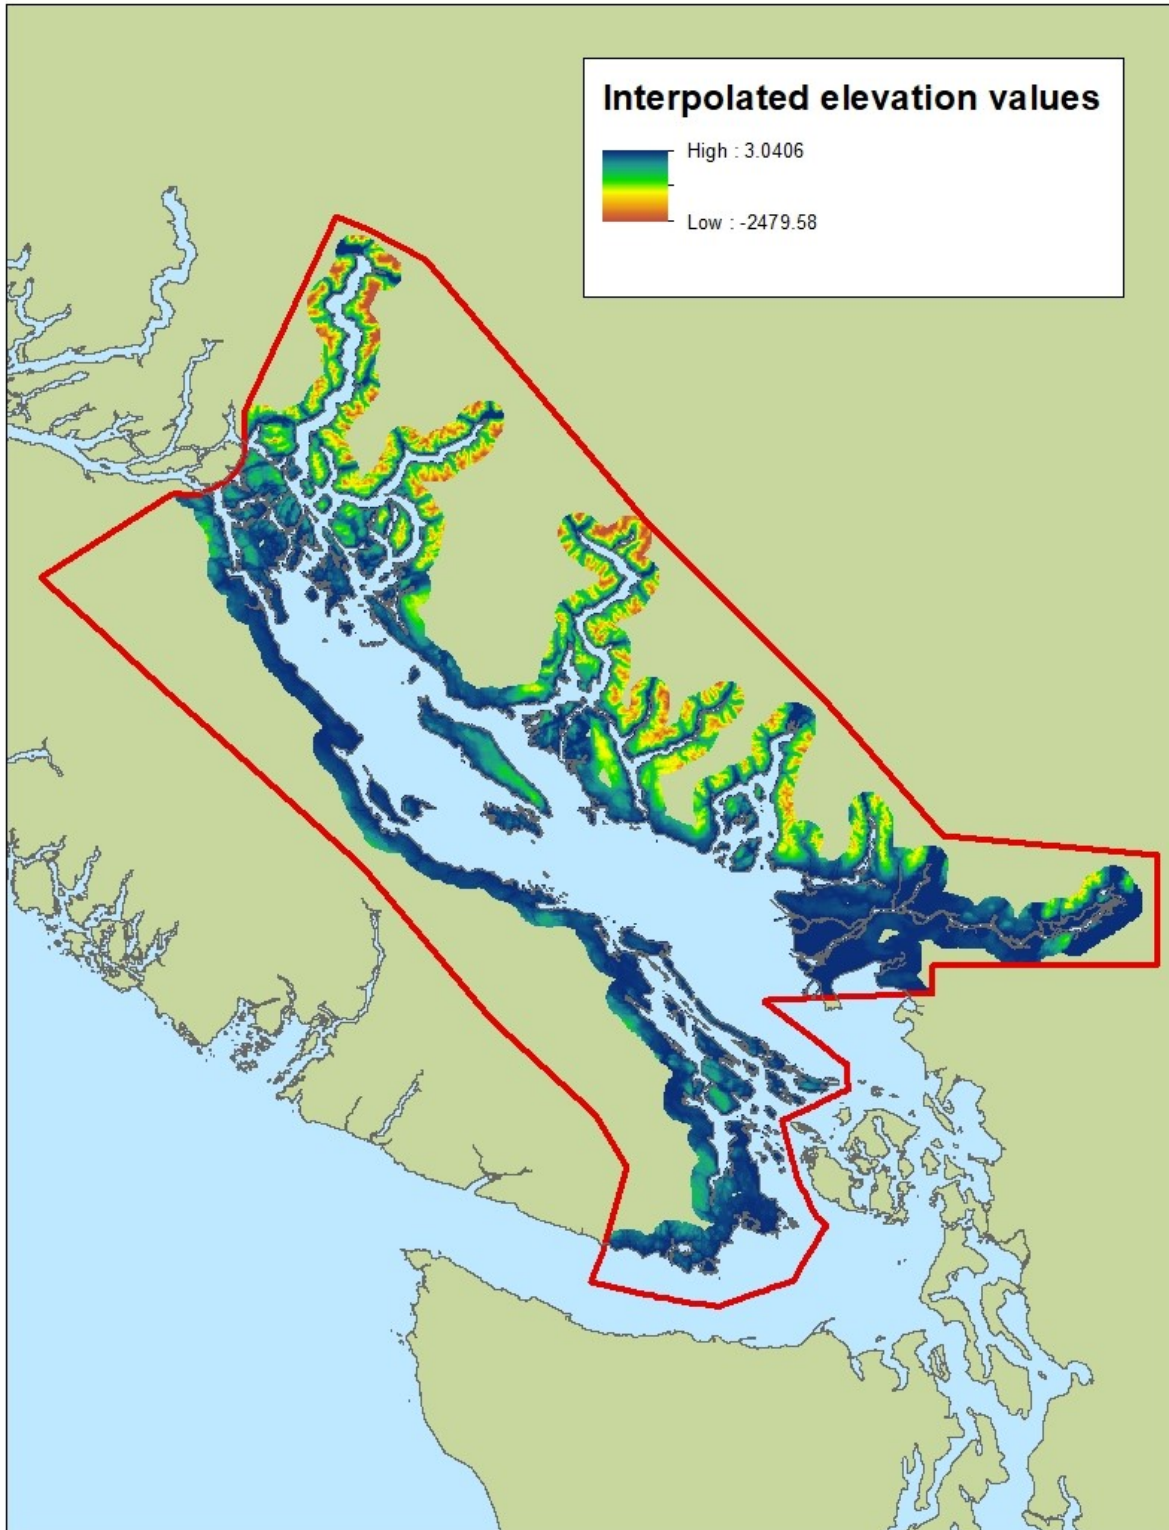 Interpolated elevation values
High : 3.0406
Low : -2479.58